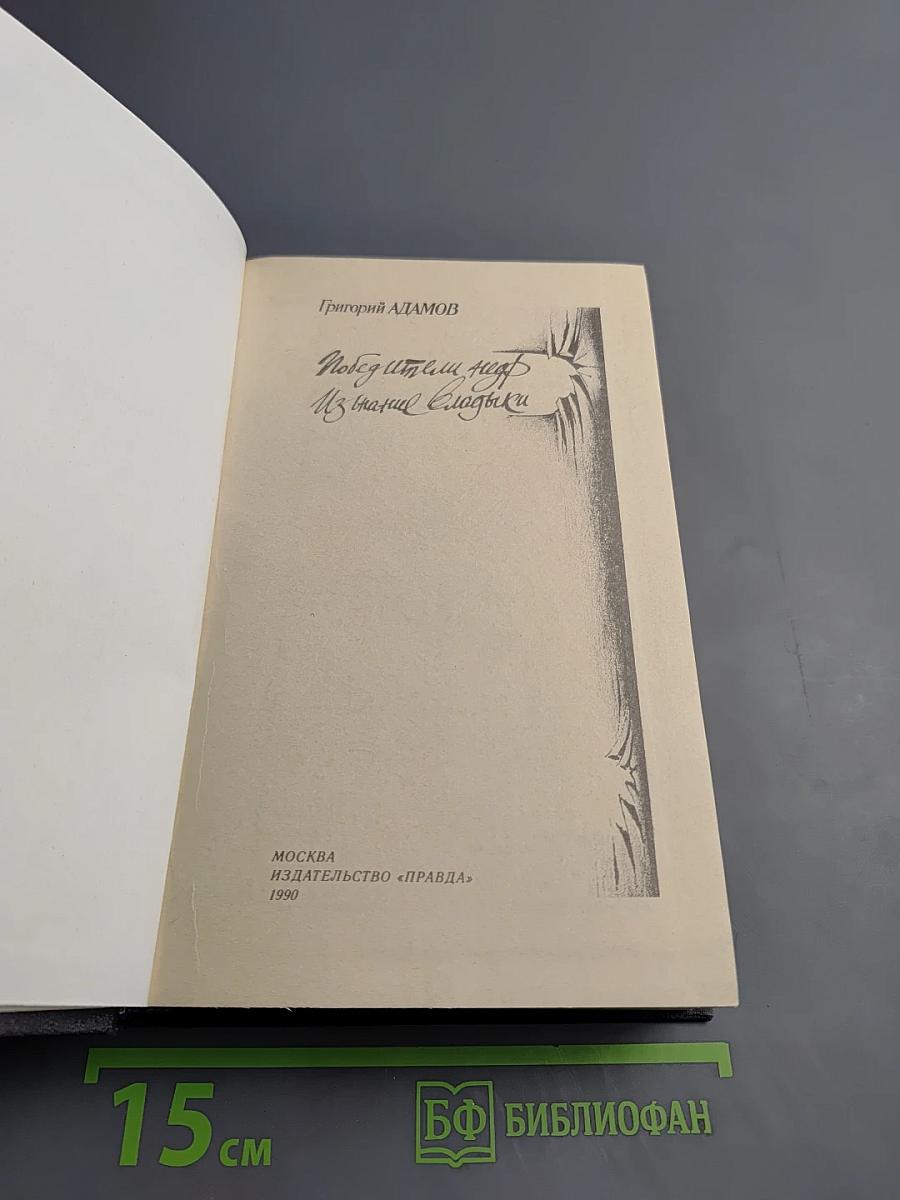 Григорий АДАМОВ
Победители недр
Изгнание владыки
МОСКВА
ИЗДАТЕЛЬСТВО «ПРАВДА»
1990
15 см
БФ БИБЛИОФАН